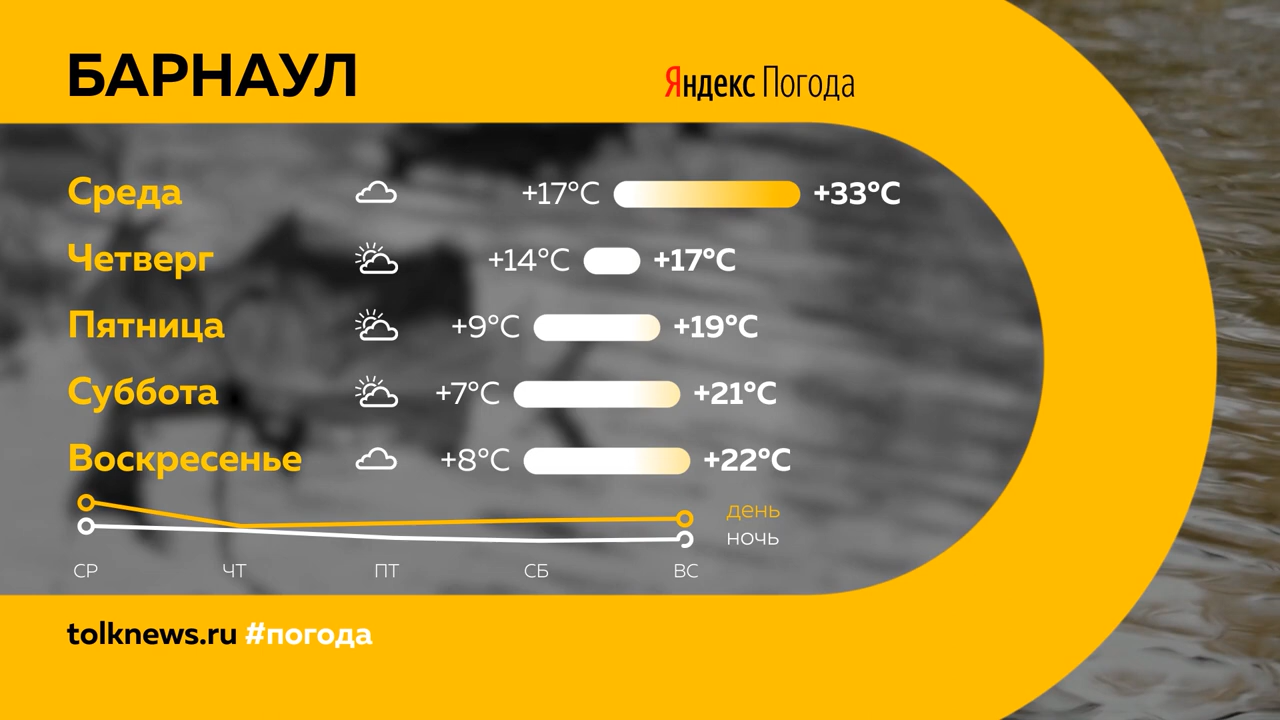 БАРНАУЛ
Яндекс Погода
Среда +17°C +33°C
Четверг +14°C +17°C
Пятница +9°C +19°C
Суббота +7°C +21°C
Воскресенье +8°C +22°C
день
ночь
СР ЧТ ПТ СБ ВС
tolknews.ru #погода